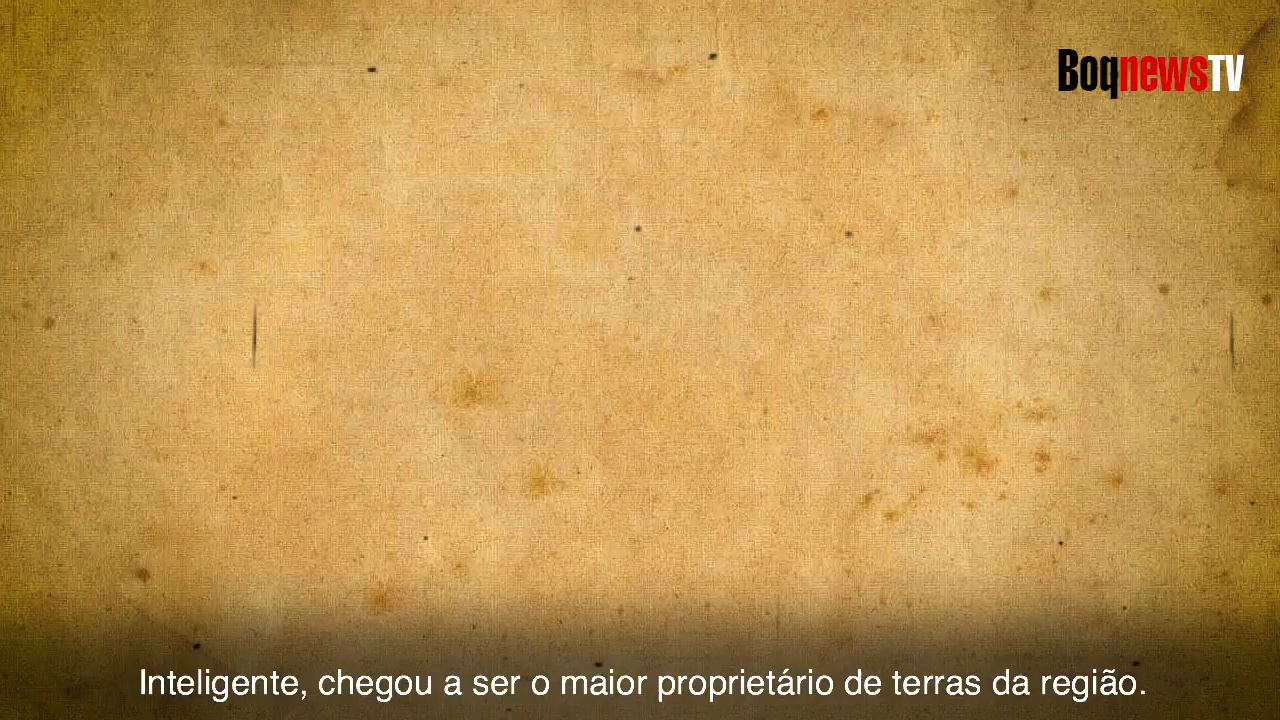 BoqnewsTV
Inteligente, chegou a ser o maior proprietário de terras da região.